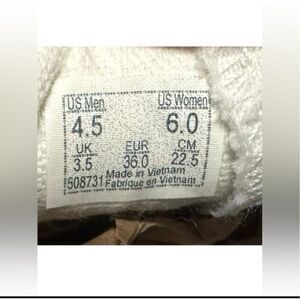 US Men US Women
4.5 6.0
UK EUR CM
3.5 36.0 22.5
508731 Made in Vietnam
Fabriqué en Vietnam